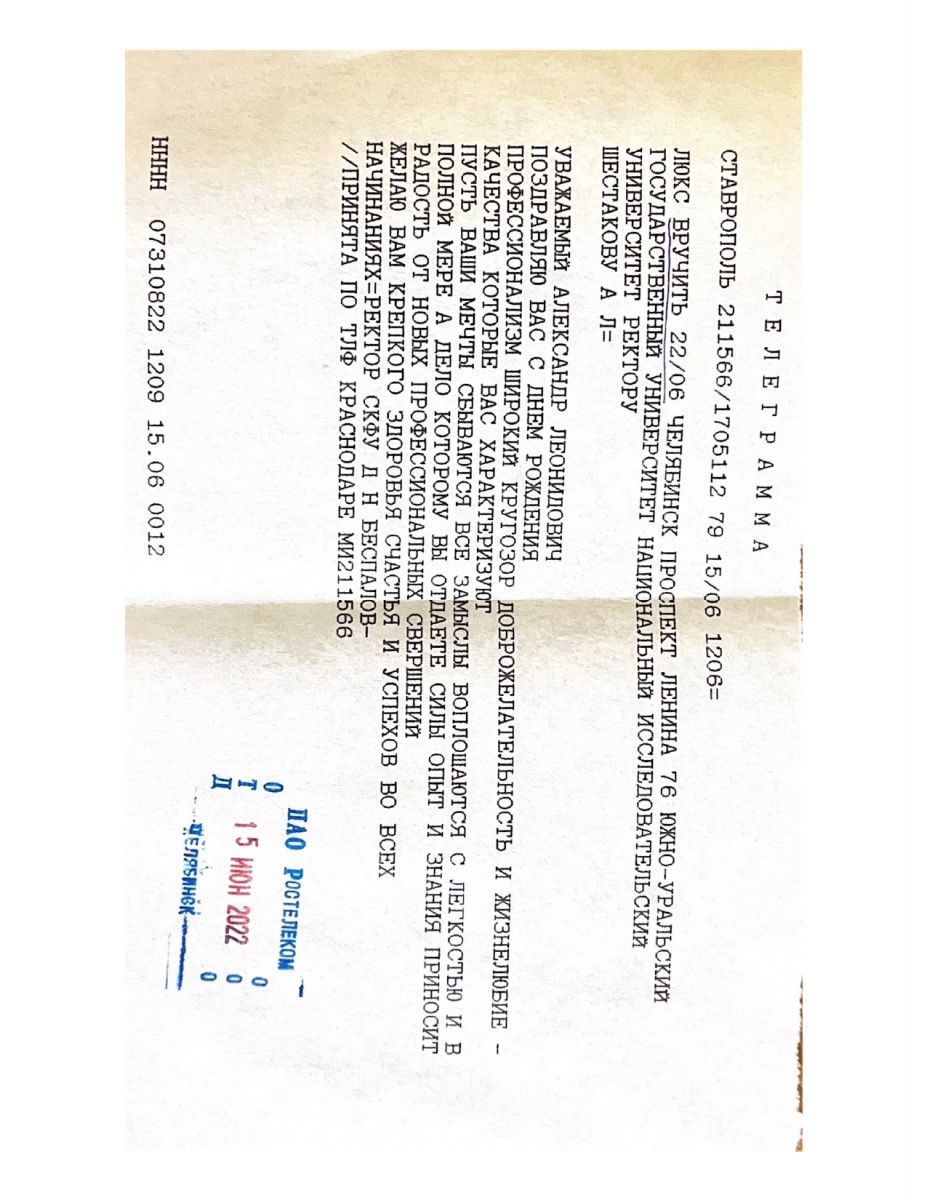 ТЕЛЕГРАММА
СТАВРОПОЛЬ 211566/1705112 79 15/06 1206=
ЛЮКС ВРУЧИТЬ 22/06 ЧЕЛЯБИНСК ПРОСПЕКТ ЛЕНИНА 76 ЮЖНО-УРАЛЬСКИЙ
ГОСУДАРСТВЕННЫЙ УНИВЕРСИТЕТ НАЦИОНАЛЬНЫЙ ИССЛЕДОВАТЕЛЬСКИЙ
УНИВЕРСИТЕТ РЕКТОРУ
ШЕСТАКОВУ А Л=
УВАЖАЕМЫЙ АЛЕКСАНДР ЛЕОНИДОВИЧ
ПОЗДРАВЛЯЮ ВАС С ДНЕМ РОЖДЕНИЯ
ПРОФЕССИОНАЛИЗМ ШИРОКИЙ КРУГОЗОР ДОБРОЖЕЛАТЕЛЬНОСТЬ И ЖИЗНЕЛЮБИЕ -
КАЧЕСТВА КОТОРЫЕ ВАС ХАРАКТЕРИЗУЮТ
ПУСТЬ ВАШИ МЕЧТЫ СБЫВАЮТСЯ ВСЕ ЗАМЫСЛЫ ВОПЛОЩАЮТСЯ С ЛЕГКОСТЬЮ И В
ПОЛНОЙ МЕРЕ А ДЕЛО КОТОРОМУ ВЫ ОТДАЕТЕ СИЛЫ ОПЫТ И ЗНАНИЯ ПРИНОСИТ
РАДОСТЬ ОТ НОВЫХ ПРОФЕССИОНАЛЬНЫХ СВЕРШЕНИЙ
ЖЕЛАЮ ВАМ КРЕПКОГО ЗДОРОВЬЯ СЧАСТЬЯ И УСПЕХОВ ВО ВСЕХ
НАЧИНАНИЯХ=РЕКТОР СКФУ Д Н БЕСПАЛОВ-
//ПРИНЯТА ПО ТЛФ КРАСНОДАРЕ МИ211566
НННН 07310822 1209 15.06 0012
ПАО РОСТЕЛЕКОМ
О О
Т 15 ИЮН 2022 О
Д О
ЧЕЛЯБИНСК